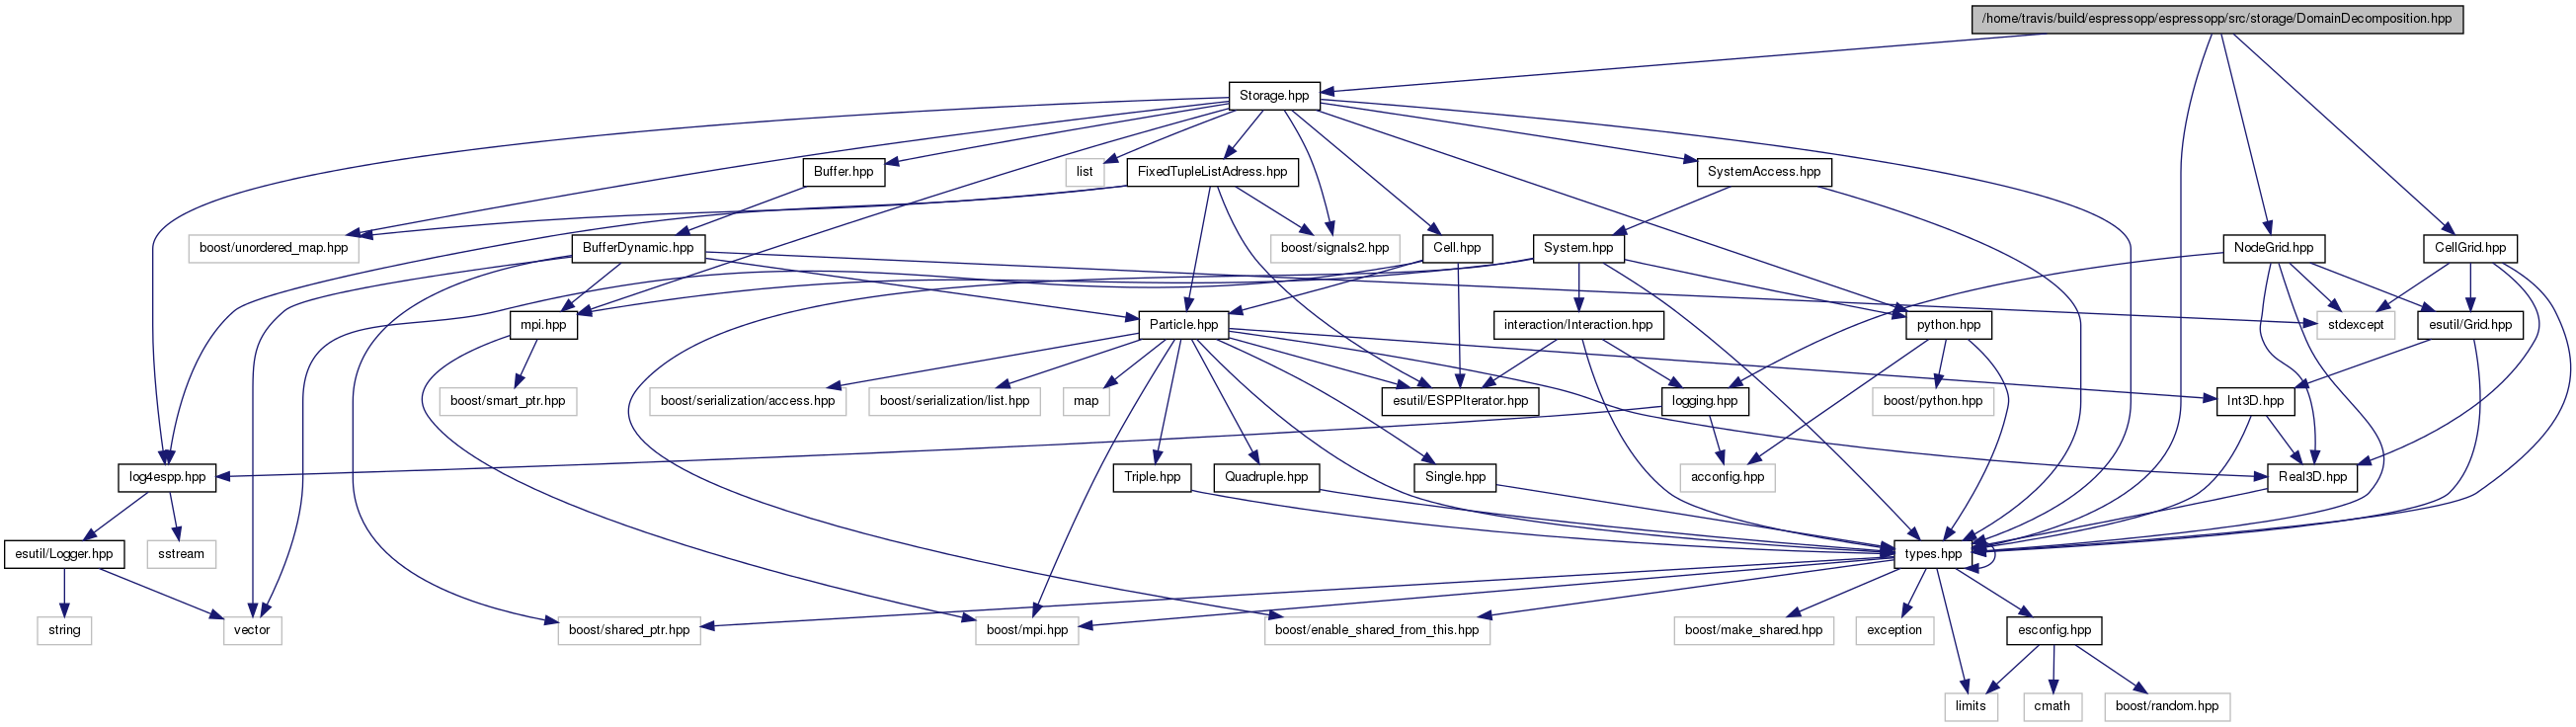 /home/travis/build/espressopp/espressopp/src/storage/DomainDecomposition.hpp
Storage.hpp
Buffer.hpp
list
FixedTupleListAdress.hpp
SystemAccess.hpp
boost/unordered_map.hpp
BufferDynamic.hpp
boost/signals2.hpp
Cell.hpp
System.hpp
NodeGrid.hpp
CellGrid.hpp
mpi.hpp
Particle.hpp
interaction/Interaction.hpp
python.hpp
stdexcept
esutil/Grid.hpp
boost/smart_ptr.hpp
boost/serialization/access.hpp
boost/serialization/list.hpp
map
esutil/ESPPIterator.hpp
logging.hpp
boost/python.hpp
Int3D.hpp
log4espp.hpp
Triple.hpp
Quadruple.hpp
Single.hpp
acconfig.hpp
Real3D.hpp
esutil/Logger.hpp
sstream
types.hpp
string
vector
boost/shared_ptr.hpp
boost/mpi.hpp
boost/enable_shared_from_this.hpp
boost/make_shared.hpp
exception
esconfig.hpp
limits
cmath
boost/random.hpp